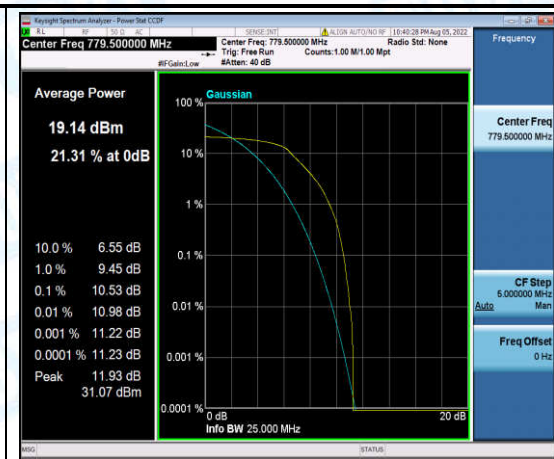 Keysight Spectrum Analyzer - Power Stat CCDF
RL RF 50 Ω AC SENSE:INT ALIGN AUTO/NO RF 10:40:28 PM Aug 05, 2022
Center Freq 779.500000 MHz
Center Freq: 779.500000 MHz Radio Std: None
Trig: Free Run Counts:1.00 M/1.00 Mpt
#IFGain:Low #Atten: 40 dB
Frequency
Average Power
19.14 dBm
21.31 % at 0dB
10.0 % 6.55 dB
1.0 % 9.45 dB
0.1 % 10.53 dB
0.01 % 10.98 dB
0.001 % 11.22 dB
0.0001 % 11.23 dB
Peak 11.93 dB
31.07 dBm
Gaussian
100 %
10 %
1 %
0.1 %
0.01 %
0.001 %
0.0001 %
0 dB 20 dB
Info BW 25.000 MHz
Center Freq
779.500000 MHz
CF Step
5.000000 MHz
Auto Man
Freq Offset
0 Hz
MSG STATUS